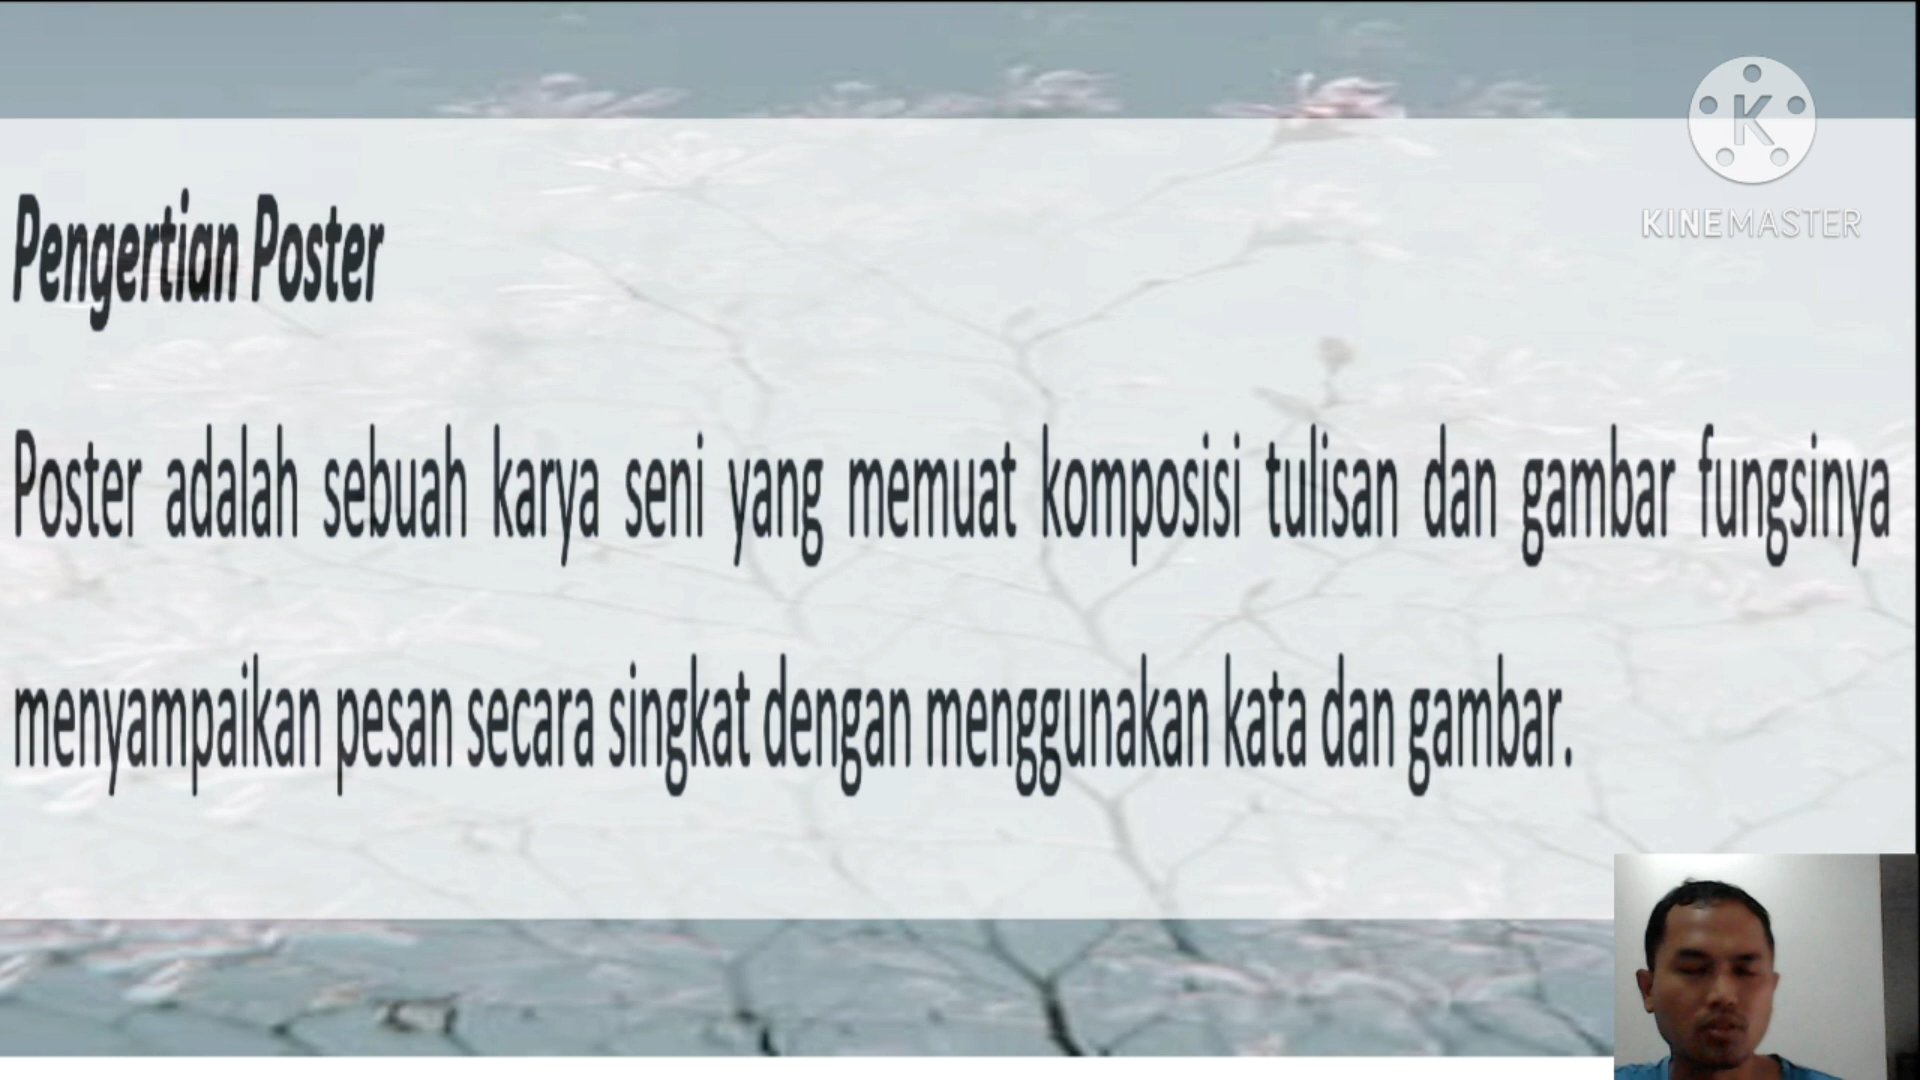 KINEMASTER
Pengertian Poster
Poster adalah sebuah karya seni yang memuat komposisi tulisan dan gambar fungsinya
menyampaikan pesan secara singkat dengan menggunakan kata dan gambar.